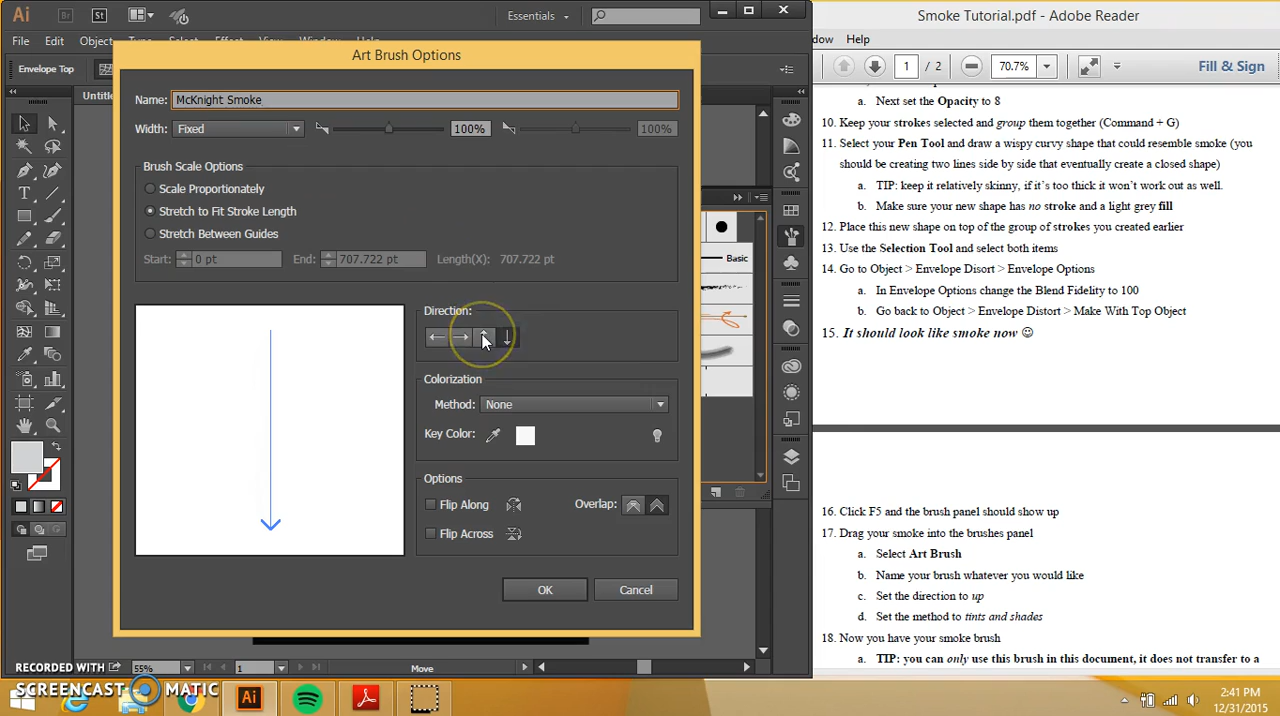 Ai Br St Essentials
Smoke Tutorial.pdf - Adobe Reader
File Edit Object Type Select Effect View Window Help
dow Help
Envelope Top
1 / 2 70.7% Fill & Sign
Art Brush Options
Untitl
Name: McKnight Smoke
Width: Fixed 100% 100%
Brush Scale Options
Scale Proportionately
Stretch to Fit Stroke Length
Stretch Between Guides
Start: 0 pt End: 707.722 pt Length(X): 707.722 pt
Direction:
Colorization
Method: None
Key Color:
Options
Flip Along Overlap:
Flip Across
OK Cancel
Basic
a. Next set the Opacity to 8
10. Keep your strokes selected and group them together (Command + G)
11. Select your Pen Tool and draw a wispy curvy shape that could resemble smoke (you
should be creating two lines side by side that eventually create a closed shape)
a. TIP: keep it relatively skinny, if it's too thick it won't work out as well.
b. Make sure your new shape has no stroke and a light grey fill
12. Place this new shape on top of the group of strokes you created earlier
13. Use the Selection Tool and select both items
14. Go to Object > Envelope Disort > Envelope Options
a. In Envelope Options change the Blend Fidelity to 100
b. Go back to Object > Envelope Distort > Make With Top Object
15. It should look like smoke now ☺
16. Click F5 and the brush panel should show up
17. Drag your smoke into the brushes panel
a. Select Art Brush
b. Name your brush whatever you would like
c. Set the direction to up
d. Set the method to tints and shades
18. Now you have your smoke brush
a. TIP: you can only use this brush in this document, it does not transfer to a
55% 1 Move
RECORDED WITH
SCREENCAST MATIC
Ai
2:41 PM
12/31/2015